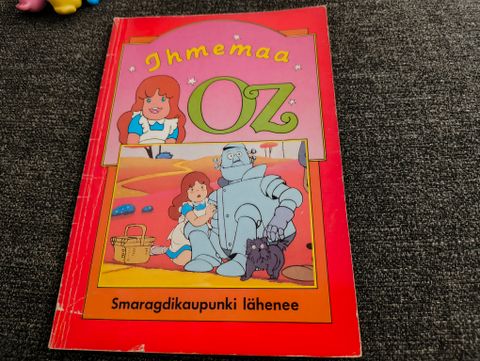 Ihmemaa
OZ
Smaragdikaupunki lähenee